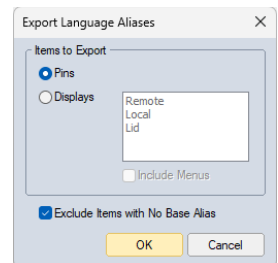 Export Language Aliases
Items to Export
Pins
Displays
Remote
Local
Lid
Include Menus
Exclude Items with No Base Alias
OK
Cancel